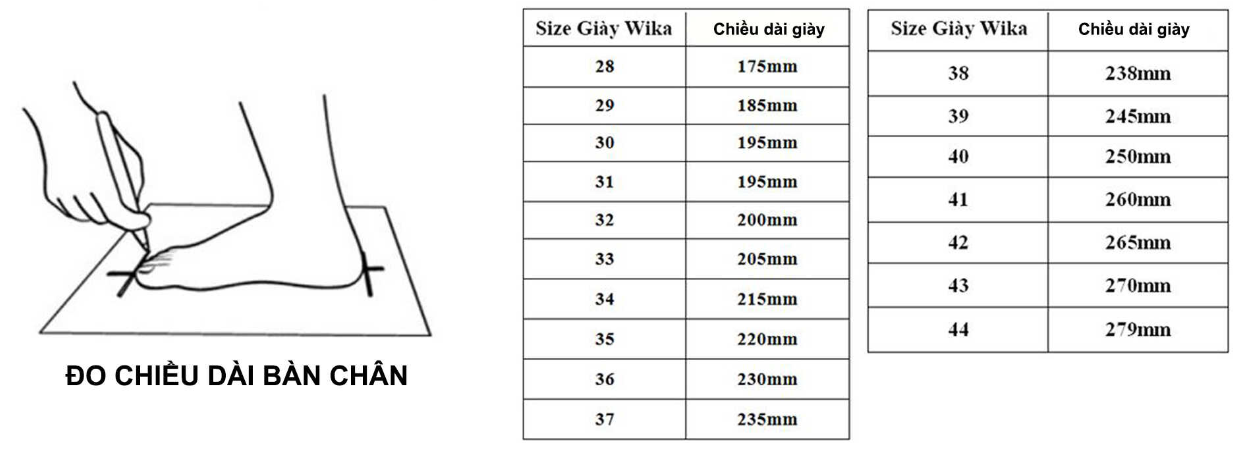 ĐO CHIỀU DÀI BÀN CHÂN
Size Giày Wika Chiều dài giày
28 175mm
29 185mm
30 195mm
31 195mm
32 200mm
33 205mm
34 215mm
35 220mm
36 230mm
37 235mm
Size Giày Wika Chiều dài giày
38 238mm
39 245mm
40 250mm
41 260mm
42 265mm
43 270mm
44 279mm